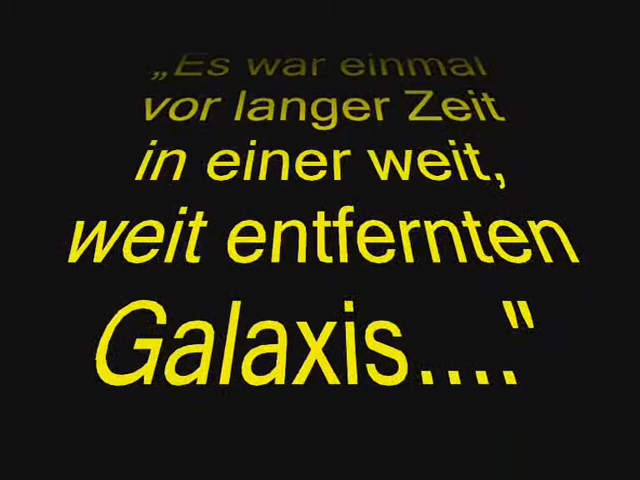 „Es war einmal
vor langer Zeit
in einer weit,
weit entfernten
Galaxis...."